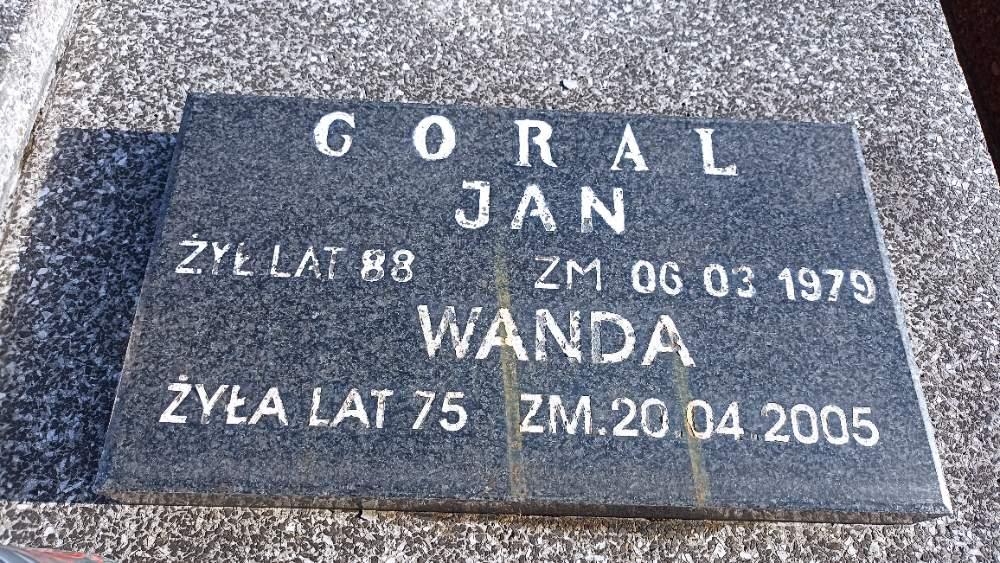 GORAL
JAN
ŻYŁ LAT 88 ZM 06 03 1979
WANDA
ŻYŁA LAT 75 ZM.20.04.2005